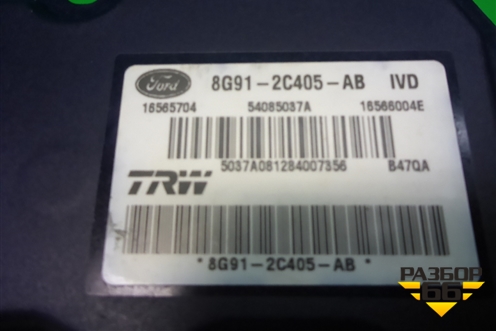 Ford 8G91-2C405-AB IVD
16565704 54085037A 16566004E
5037A081284007356 B47QA
TRW
* 8G91-2C405-AB *
РАЗБОР
66